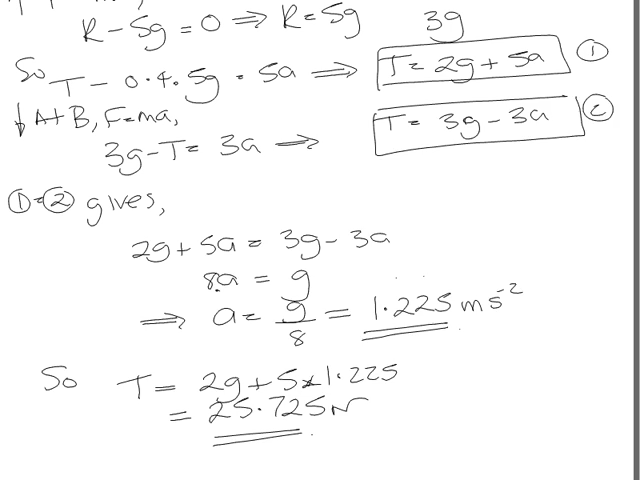 R - 5g = 0 ⟹ R = 5g 3g
So T - 0.4.5g = 5a ⟹ T = 2g + 5a ①
↓ A+B, F=ma,
3g - T = 3a ⟹ T = 3g - 3a ②
①=② gives,
2g + 5a = 3g - 3a
8a = g
⟹ a = g/8 = 1.225 ms⁻²
So T = 2g + 5×1.225
= 25.725N